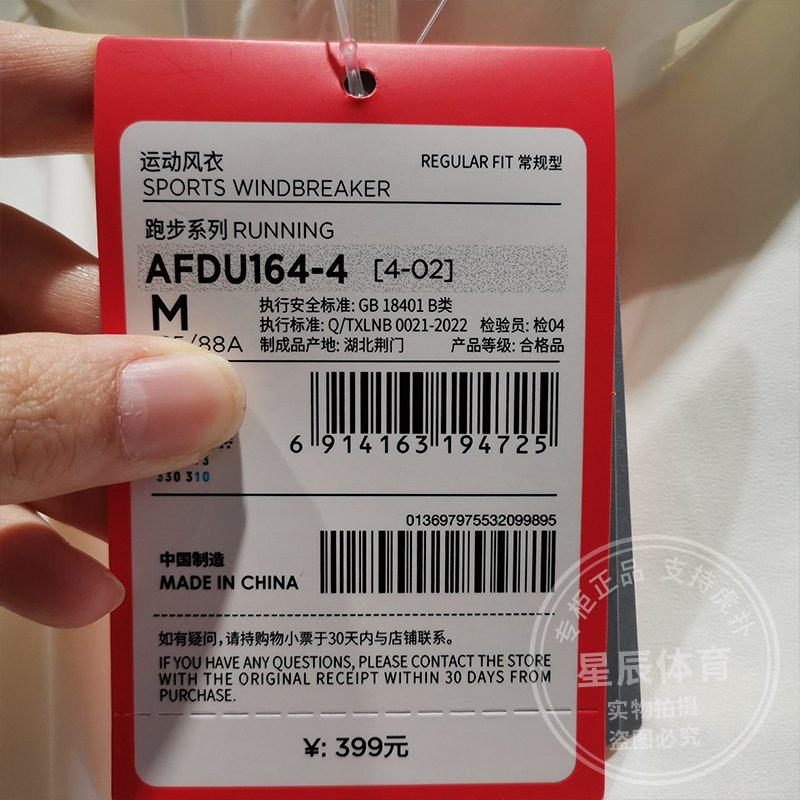 运动风衣
REGULAR FIT 常规型
SPORTS WINDBREAKER
跑步系列 RUNNING
AFDU164-4 [4-02]
M
执行安全标准: GB 18401 B类
执行标准: Q/TXLNB 0021-2022 检验员: 检04
/88A
制成品产地: 湖北荆门 产品等级: 合格品
6 914163 194725
330 310
013697975532099895
中国制造
MADE IN CHINA
如有疑问，请持购物小票于30天内与店铺联系。
IF YOU HAVE ANY QUESTIONS, PLEASE CONTACT THE STORE
WITH THE ORIGINAL RECEIPT WITHIN 30 DAYS FROM
PURCHASE.
¥: 399元
专柜正品 支持虎扑
星辰体育
实物拍摄
盗图必究